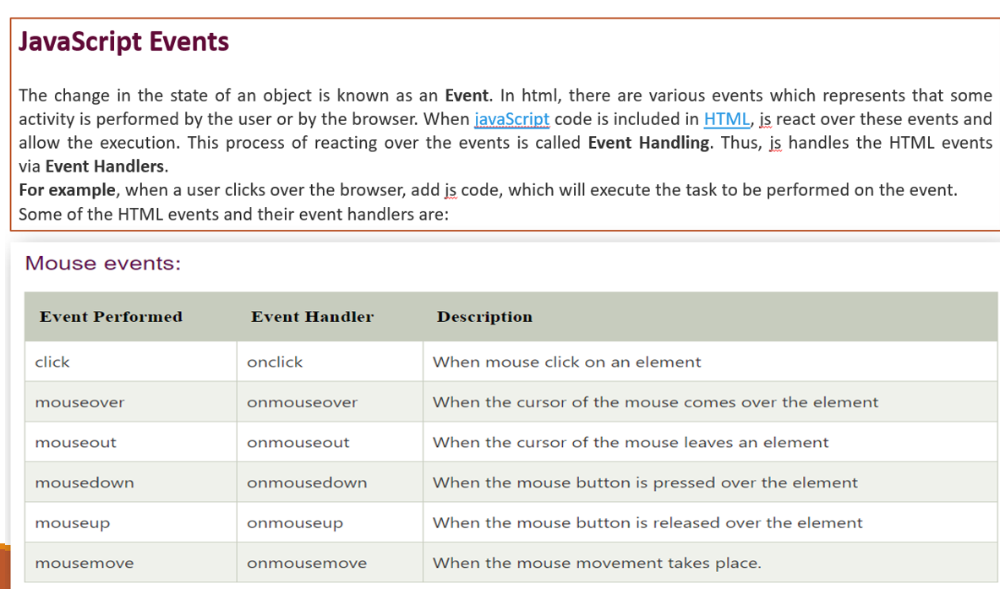 JavaScript Events
The change in the state of an object is known as an Event. In html, there are various events which represents that some
activity is performed by the user or by the browser. When javaScript code is included in HTML, js react over these events and
allow the execution. This process of reacting over the events is called Event Handling. Thus, js handles the HTML events
via Event Handlers.
For example, when a user clicks over the browser, add js code, which will execute the task to be performed on the event.
Some of the HTML events and their event handlers are:
Mouse events:
Event Performed Event Handler Description
click onclick When mouse click on an element
mouseover onmouseover When the cursor of the mouse comes over the element
mouseout onmouseout When the cursor of the mouse leaves an element
mousedown onmousedown When the mouse button is pressed over the element
mouseup onmouseup When the mouse button is released over the element
mousemove onmousemove When the mouse movement takes place.